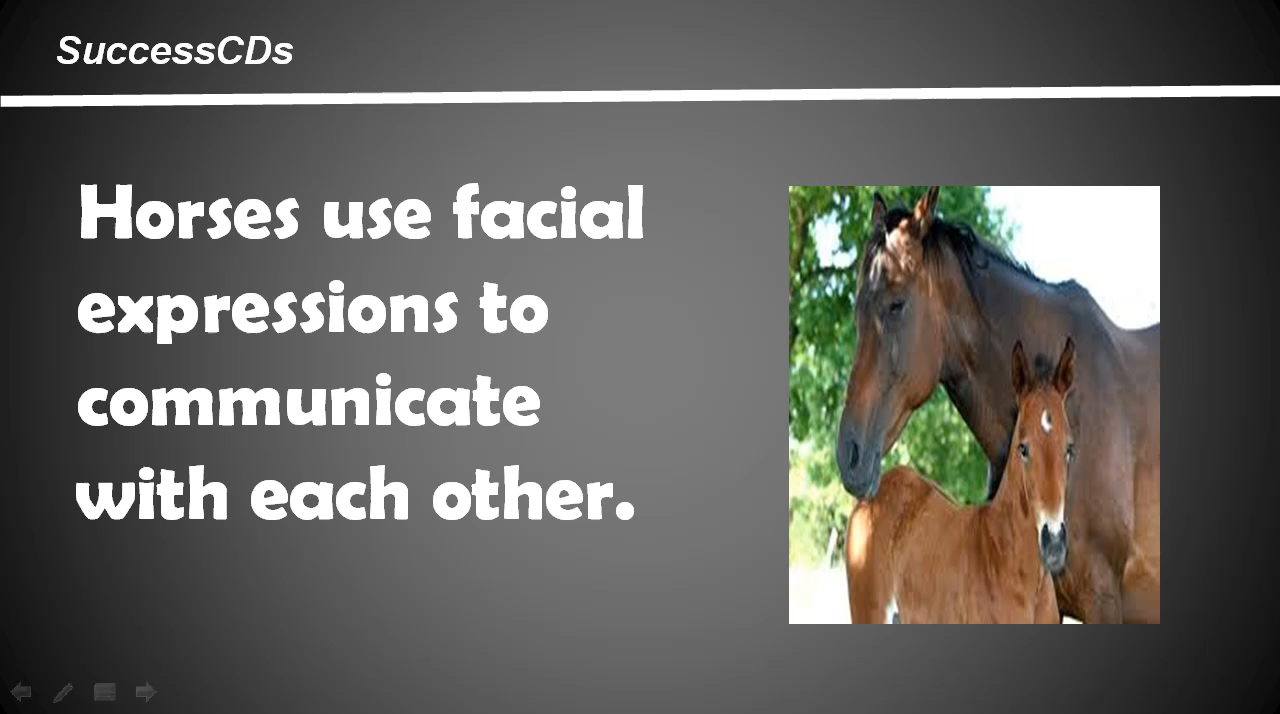 SuccessCDs
Horses use facial
expressions to
communicate
with each other.